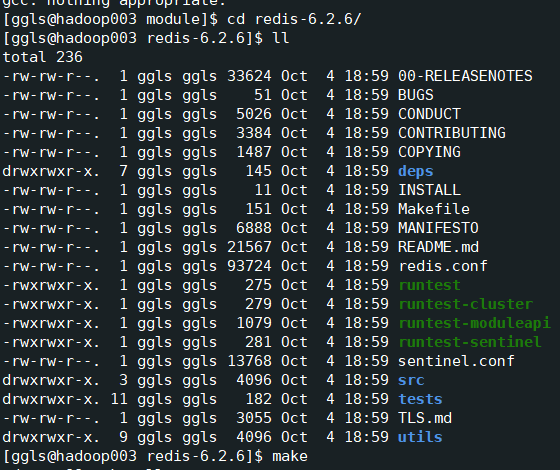 gcc: nothing appropriate.
[ggls@hadoop003 module]$ cd redis-6.2.6/
[ggls@hadoop003 redis-6.2.6]$ ll
total 236
-rw-rw-r--. 1 ggls ggls 33624 Oct 4 18:59 00-RELEASENOTES
-rw-rw-r--. 1 ggls ggls 51 Oct 4 18:59 BUGS
-rw-rw-r--. 1 ggls ggls 5026 Oct 4 18:59 CONDUCT
-rw-rw-r--. 1 ggls ggls 3384 Oct 4 18:59 CONTRIBUTING
-rw-rw-r--. 1 ggls ggls 1487 Oct 4 18:59 COPYING
drwxrwxr-x. 7 ggls ggls 145 Oct 4 18:59 deps
-rw-rw-r--. 1 ggls ggls 11 Oct 4 18:59 INSTALL
-rw-rw-r--. 1 ggls ggls 151 Oct 4 18:59 Makefile
-rw-rw-r--. 1 ggls ggls 6888 Oct 4 18:59 MANIFESTO
-rw-rw-r--. 1 ggls ggls 21567 Oct 4 18:59 README.md
-rw-rw-r--. 1 ggls ggls 93724 Oct 4 18:59 redis.conf
-rwxrwxr-x. 1 ggls ggls 275 Oct 4 18:59 runtest
-rwxrwxr-x. 1 ggls ggls 279 Oct 4 18:59 runtest-cluster
-rwxrwxr-x. 1 ggls ggls 1079 Oct 4 18:59 runtest-moduleapi
-rwxrwxr-x. 1 ggls ggls 281 Oct 4 18:59 runtest-sentinel
-rw-rw-r--. 1 ggls ggls 13768 Oct 4 18:59 sentinel.conf
drwxrwxr-x. 3 ggls ggls 4096 Oct 4 18:59 src
drwxrwxr-x. 11 ggls ggls 182 Oct 4 18:59 tests
-rw-rw-r--. 1 ggls ggls 3055 Oct 4 18:59 TLS.md
drwxrwxr-x. 9 ggls ggls 4096 Oct 4 18:59 utils
[ggls@hadoop003 redis-6.2.6]$ make